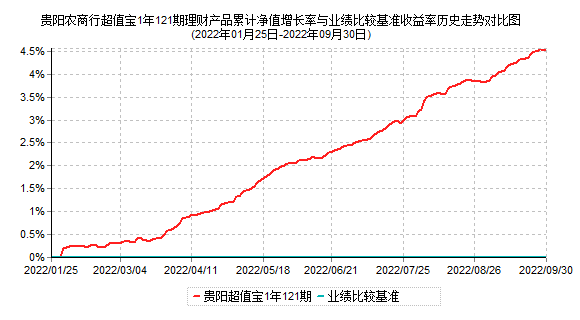 贵阳农商行超值宝1年121期理财产品累计净值增长率与业绩比较基准收益率历史走势对比图
(2022年01月25日-2022年09月30日)
4.5%
4%
3.5%
3%
2.5%
2%
1.5%
1%
0.5%
0%
2022/01/25 2022/03/04 2022/04/11 2022/05/18 2022/06/21 2022/07/25 2022/08/26 2022/09/30
贵阳超值宝1年121期 业绩比较基准